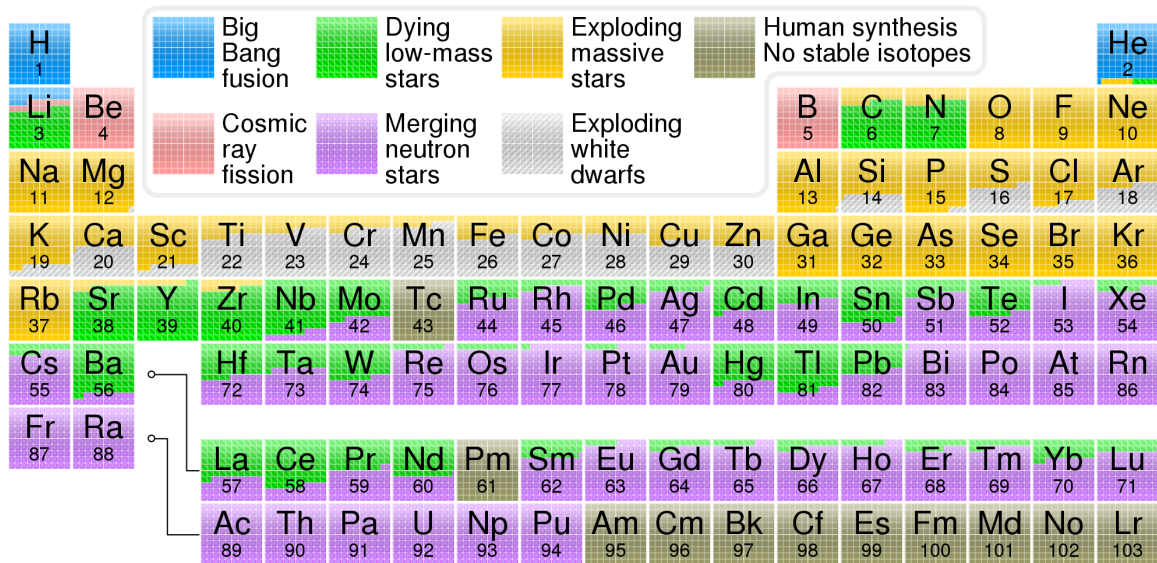 H
1
Big
Bang
fusion
Dying
low-mass
stars
Exploding
massive
stars
Human synthesis
No stable isotopes
He
2
Li
3
Be
4
Cosmic
ray
fission
Merging
neutron
stars
Exploding
white
dwarfs
B
5
C
6
N
7
O
8
F
9
Ne
10
Na
11
Mg
12
Al
13
Si
14
P
15
S
16
Cl
17
Ar
18
K
19
Ca
20
Sc
21
Ti
22
V
23
Cr
24
Mn
25
Fe
26
Co
27
Ni
28
Cu
29
Zn
30
Ga
31
Ge
32
As
33
Se
34
Br
35
Kr
36
Rb
37
Sr
38
Y
39
Zr
40
Nb
41
Mo
42
Tc
43
Ru
44
Rh
45
Pd
46
Ag
47
Cd
48
In
49
Sn
50
Sb
51
Te
52
I
53
Xe
54
Cs
55
Ba
56
Hf
72
Ta
73
W
74
Re
75
Os
76
Ir
77
Pt
78
Au
79
Hg
80
Tl
81
Pb
82
Bi
83
Po
84
At
85
Rn
86
Fr
87
Ra
88
La
57
Ce
58
Pr
59
Nd
60
Pm
61
Sm
62
Eu
63
Gd
64
Tb
65
Dy
66
Ho
67
Er
68
Tm
69
Yb
70
Lu
71
Ac
89
Th
90
Pa
91
U
92
Np
93
Pu
94
Am
95
Cm
96
Bk
97
Cf
98
Es
99
Fm
100
Md
101
No
102
Lr
103